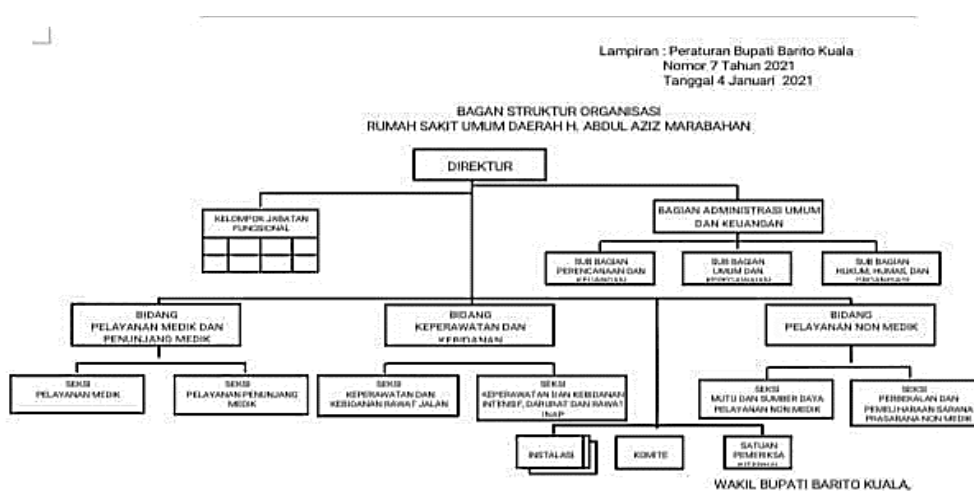 Lampiran : Peraturan Bupati Barito Kuala
Nomor 7 Tahun 2021
Tanggal 4 Januari 2021
BAGAN STRUKTUR ORGANISASI
RUMAH SAKIT UMUM DAERAH H. ABDUL AZIZ MARABAHAN
DIREKTUR
KELOMPOK JABATAN
FUNGSIONAL
BAGIAN ADMINISTRASI UMUM
DAN KEUANGAN
SUB BAGIAN
PERENCANAAN DAN
KEUANGAN
SUB BAGIAN
UMUM DAN
KEPEGAWAIAN
SUB BAGIAN
HUKUM, HUMAS, DAN
ORGANISASI
BIDANG
PELAYANAN MEDIK DAN
PENUNJANG MEDIK
BIDANG
KEPERAWATAN DAN
KEBIDANAN
BIDANG
PELAYANAN NON MEDIK
SEKSI
PELAYANAN MEDIK
SEKSI
PELAYANAN PENUNJANG
MEDIK
SEKSI
KEPERAWATAN DAN
KEBIDANAN RAWAT JALAN
SEKSI
KEPERAWATAN DAN KEBIDANAN
INTENSIF, DARURAT DAN RAWAT
INAP
SEKSI
MUTU DAN SUMBER DAYA
PELAYANAN NON MEDIK
SEKSI
PERBEKALAN DAN
PEMELIHARAAN SARANA
PRASARANA NON MEDIK
INSTALASI
KOMITE
SATUAN
PEMERIKSA
WAKIL BUPATI BARITO KUALA,